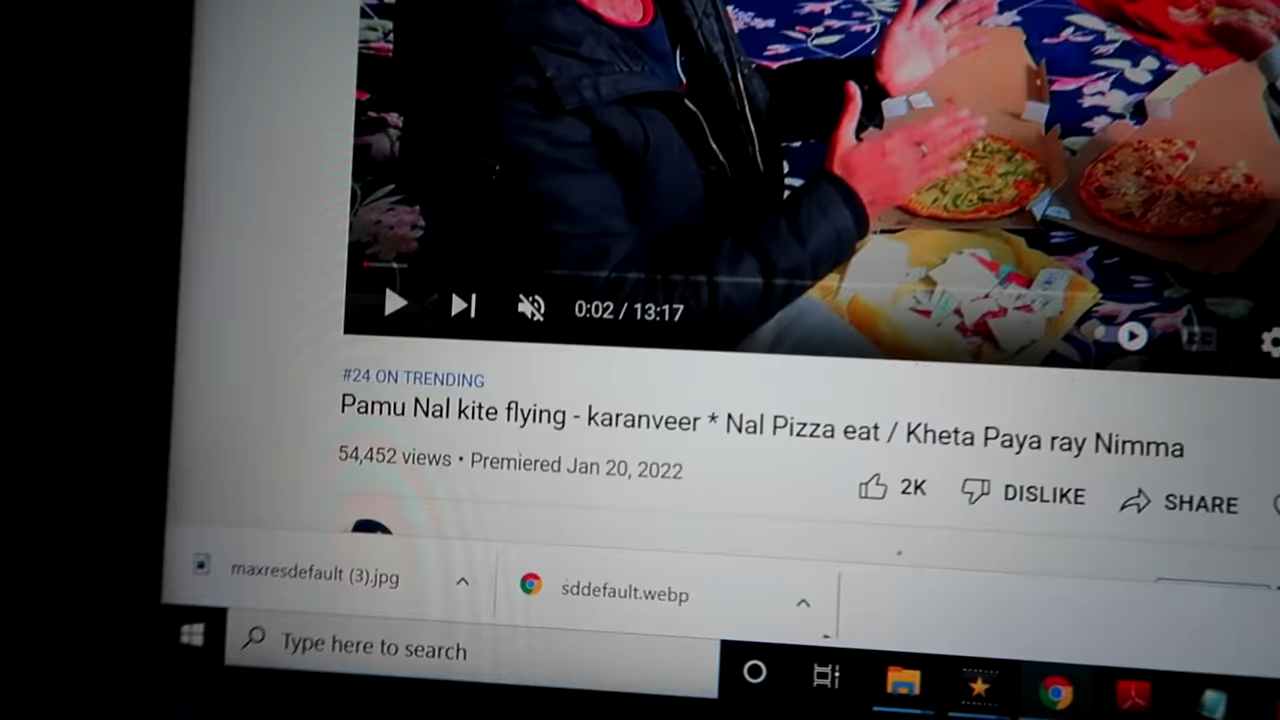 0:02 / 13:17
#24 ON TRENDING
Pamu Nal kite flying - karanveer * Nal Pizza eat / Kheta Paya ray Nimma
54,452 views • Premiered Jan 20, 2022
2K DISLIKE SHARE
maxresdefault (3).jpg
sddefault.webp
Type here to search